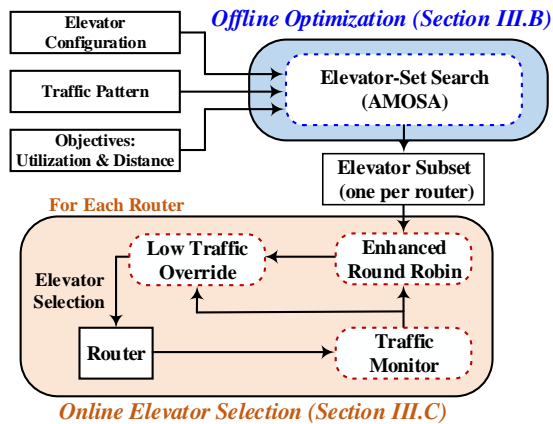 Offline Optimization (Section III.B)
Elevator
Configuration
Traffic Pattern
Objectives:
Utilization & Distance
Elevator-Set Search
(AMOSA)
Elevator Subset
(one per router)
For Each Router
Low Traffic
Override
Enhanced
Round Robin
Elevator
Selection
Router
Traffic
Monitor
Online Elevator Selection (Section III.C)